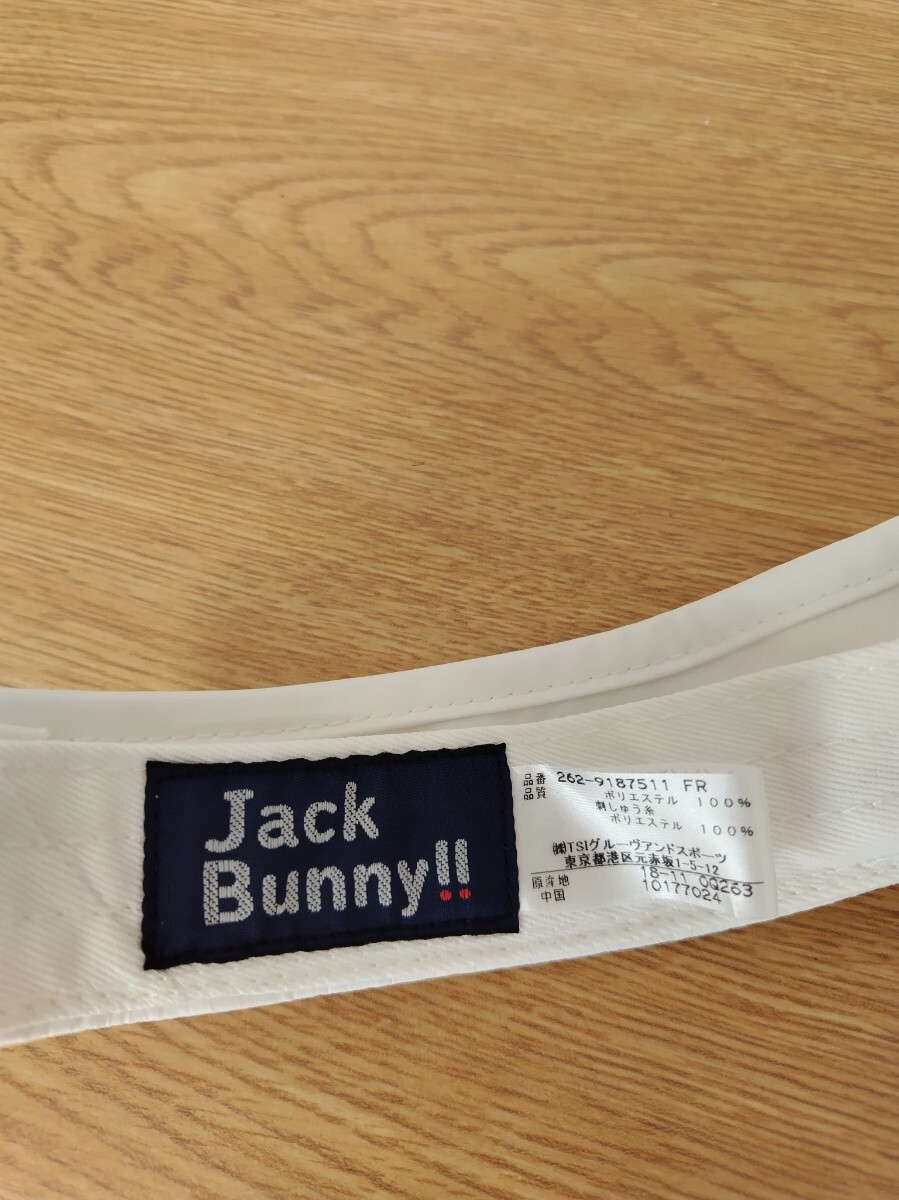 Jack
Bunny!!
品番 262-9187511 FR
品質 ポリエステル 100%
刺しゅう糸
ポリエステル 100%
㈱TSIグルーヴアンドスポーツ
東京都港区元赤坂1-5-12
原産地 18-11 0Q263
中国 10177024